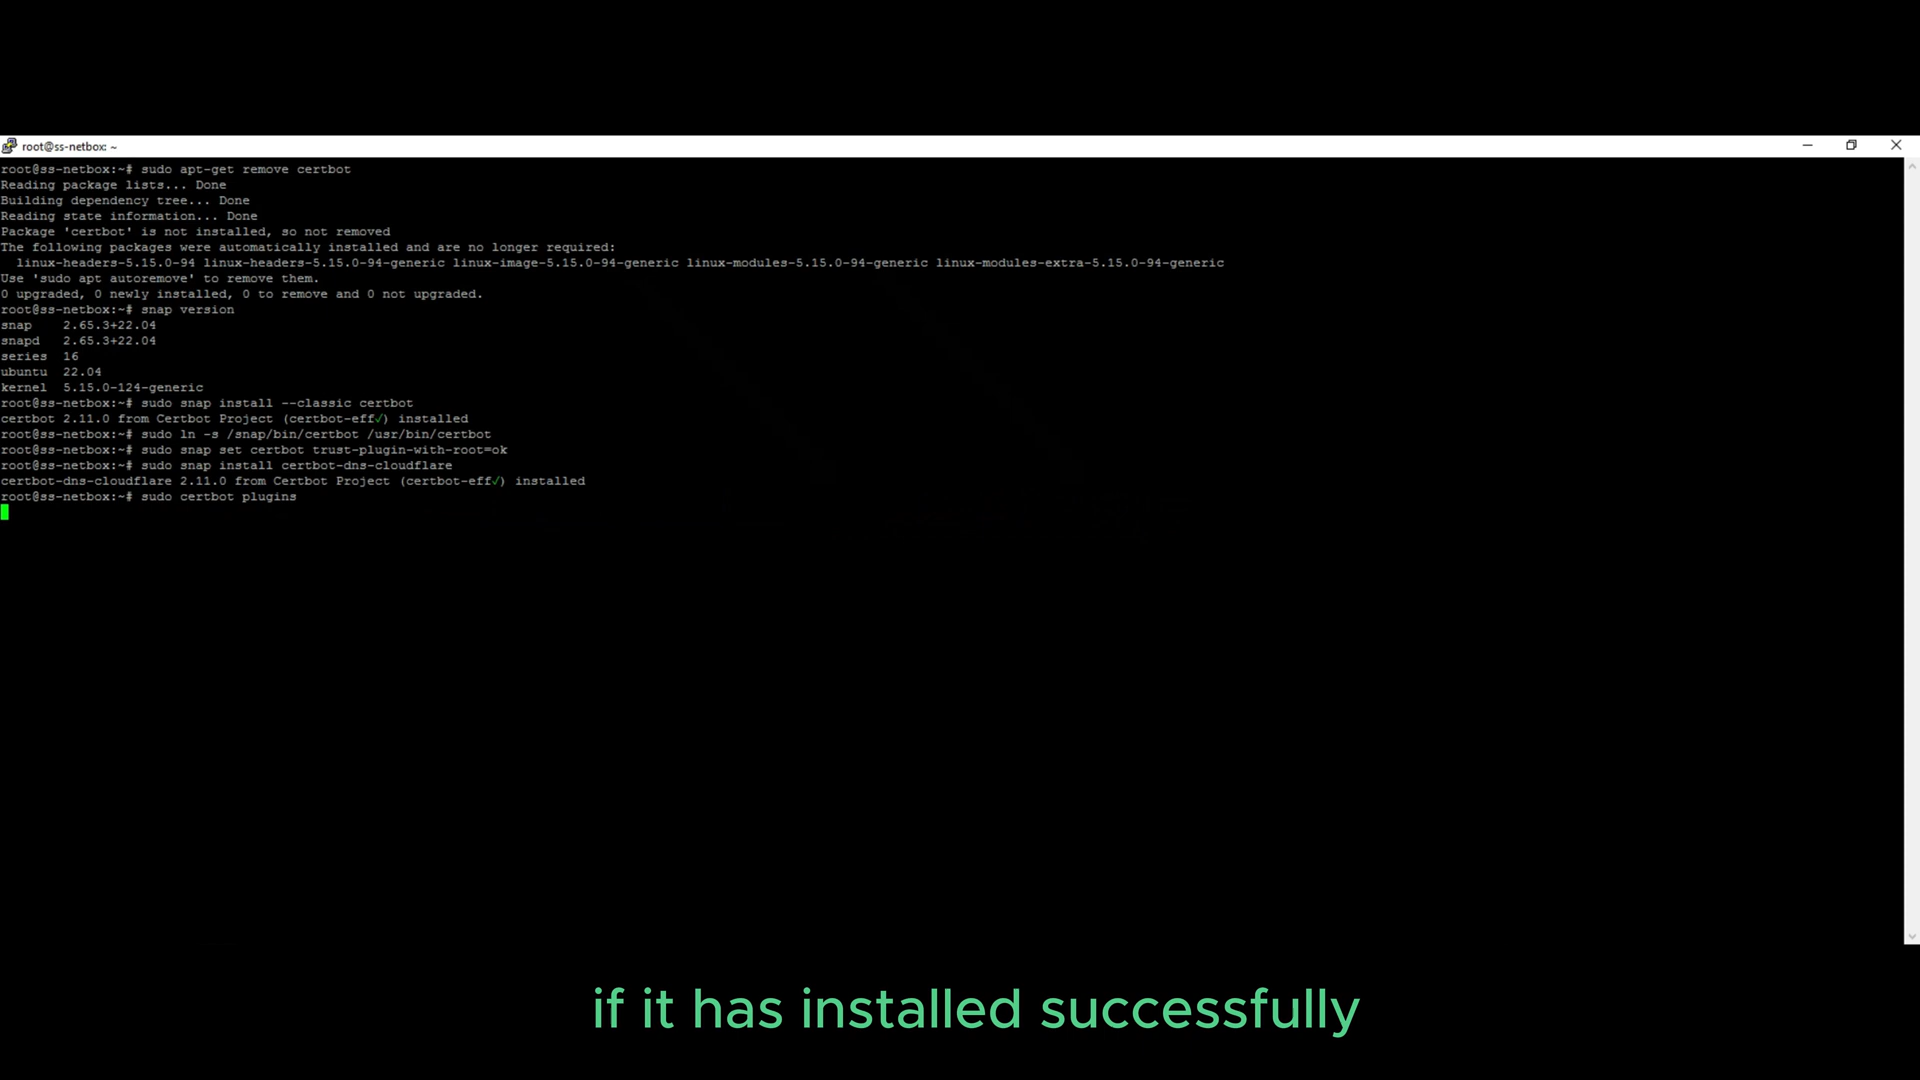 root@ss-netbox: ~
root@ss-netbox:~# sudo apt-get remove certbot
Reading package lists... Done
Building dependency tree... Done
Reading state information... Done
Package 'certbot' is not installed, so not removed
The following packages were automatically installed and are no longer required:
  linux-headers-5.15.0-94 linux-headers-5.15.0-94-generic linux-image-5.15.0-94-generic linux-modules-5.15.0-94-generic linux-modules-extra-5.15.0-94-generic
Use 'sudo apt autoremove' to remove them.
0 upgraded, 0 newly installed, 0 to remove and 0 not upgraded.
root@ss-netbox:~# snap version
snap    2.65.3+22.04
snapd   2.65.3+22.04
series  16
ubuntu  22.04
kernel  5.15.0-124-generic
root@ss-netbox:~# sudo snap install --classic certbot
certbot 2.11.0 from Certbot Project (certbot-eff✓) installed
root@ss-netbox:~# sudo ln -s /snap/bin/certbot /usr/bin/certbot
root@ss-netbox:~# sudo snap set certbot trust-plugin-with-root=ok
root@ss-netbox:~# sudo snap install certbot-dns-cloudflare
certbot-dns-cloudflare 2.11.0 from Certbot Project (certbot-eff✓) installed
root@ss-netbox:~# sudo certbot plugins
if it has installed successfully